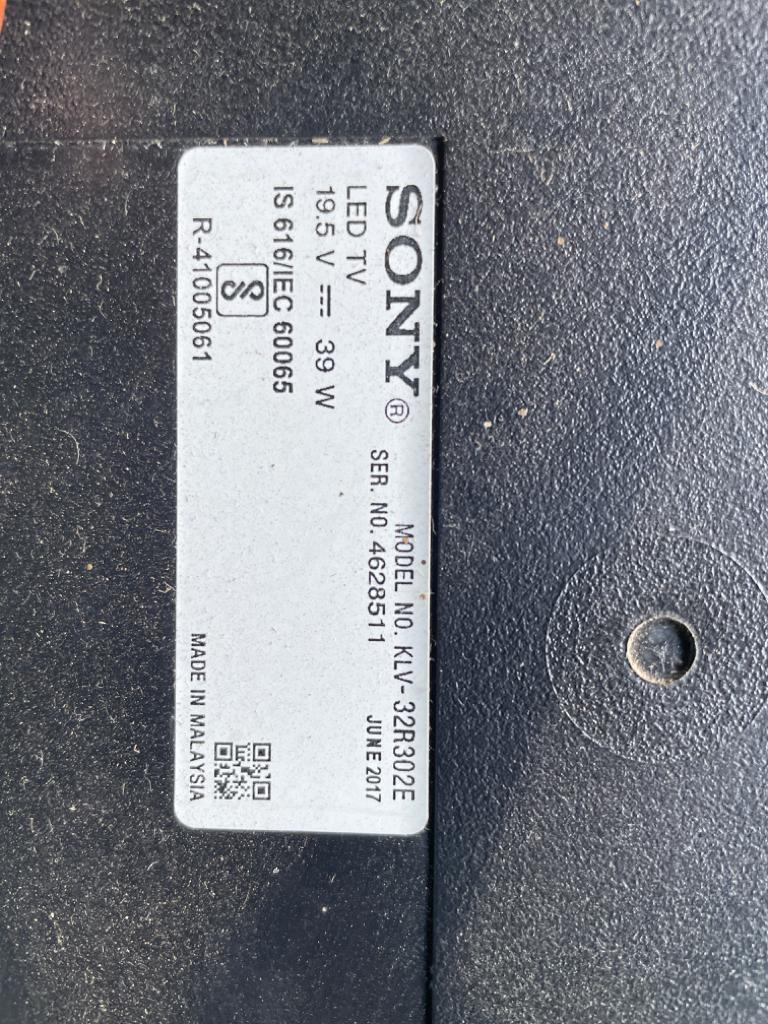 SONY®
MODEL NO. KLV-32R302E
LED TV
SER. NO. 4628511
JUNE 2017
19.5 V ⎓ 39 W
IS 616/IEC 60065
R-41005061
MADE IN MALAYSIA